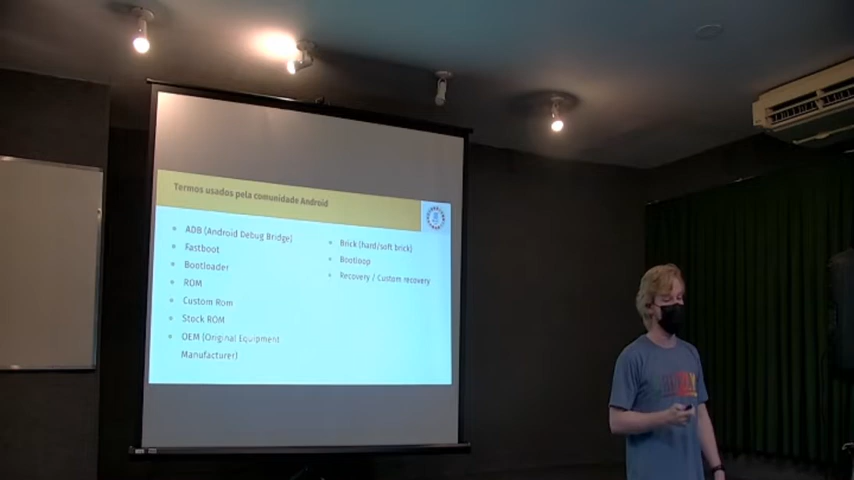 Termos usados pela comunidade Android
ADB (Android Debug Bridge)
Fastboot
Bootloader
ROM
Custom Rom
Stock ROM
OEM (Original Equipment
Manufacturer)
Brick (hard/soft brick)
Bootloop
Recovery / Custom recovery